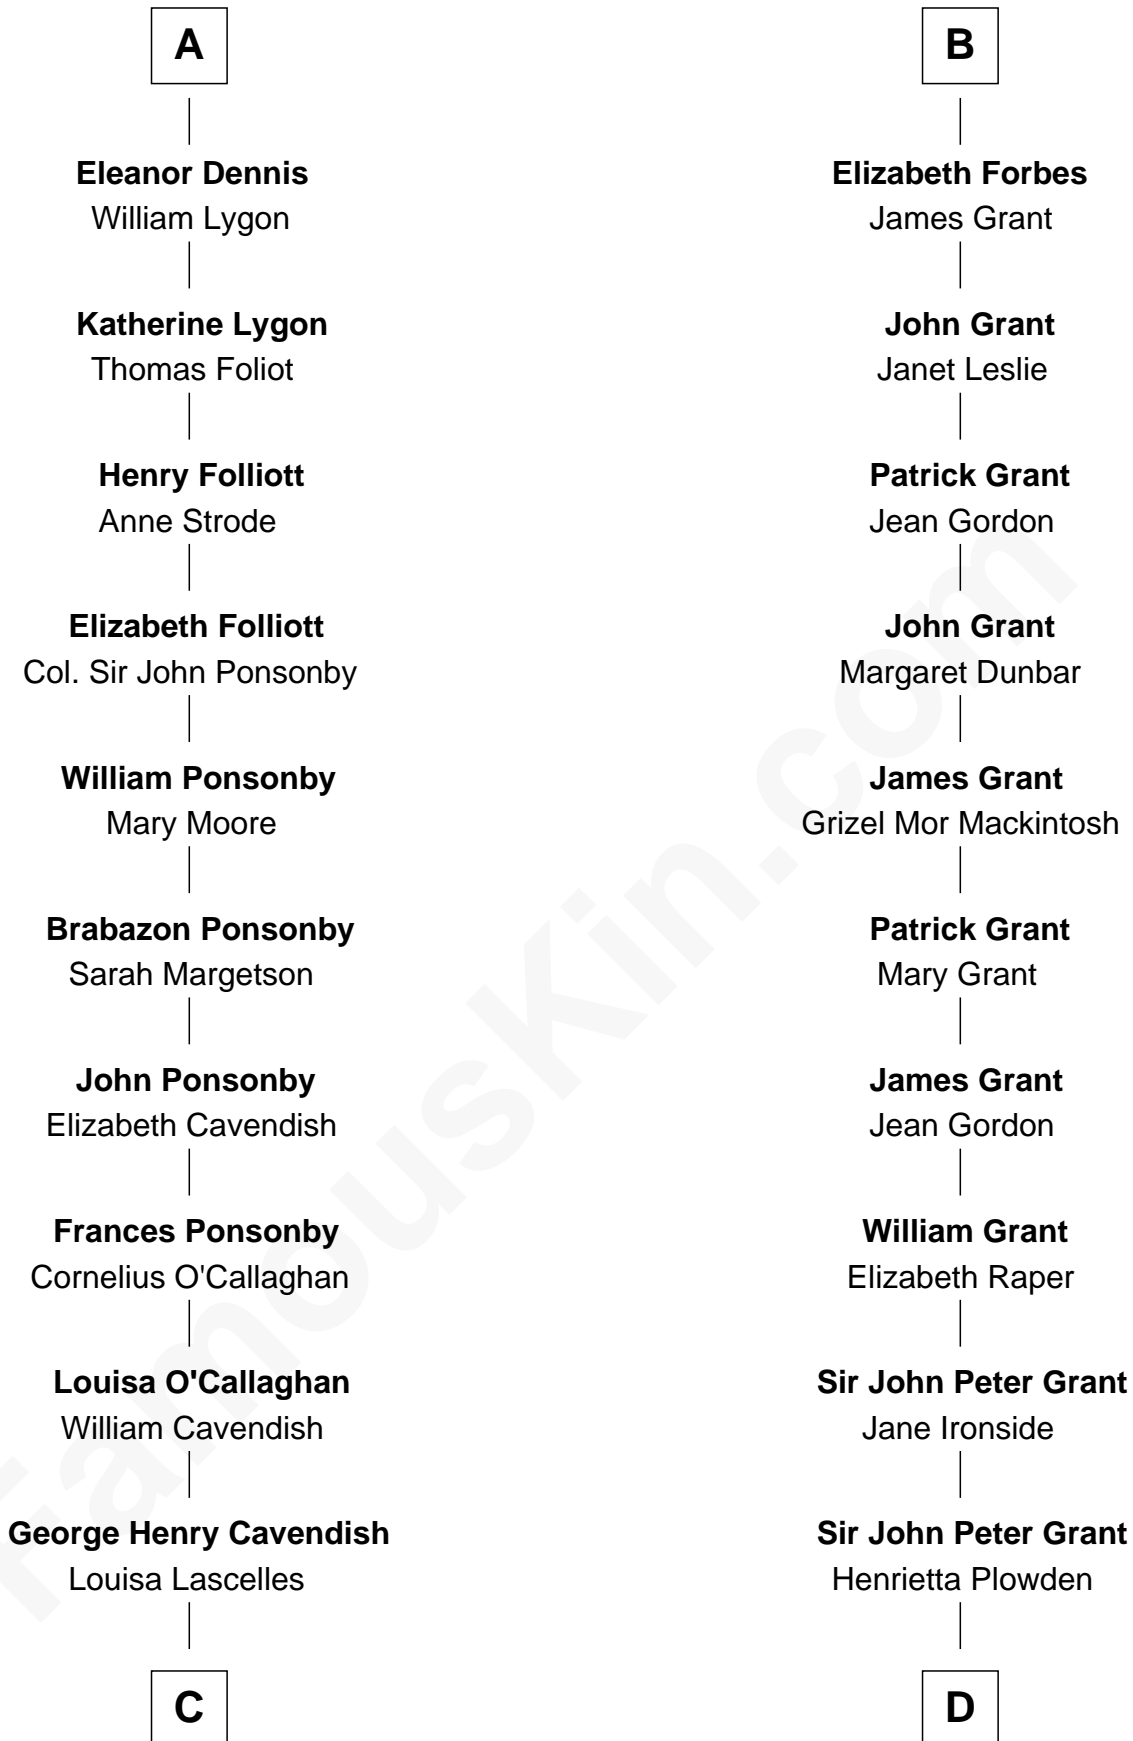 A
Eleanor Dennis
William Lygon
Katherine Lygon
Thomas Foliot
Henry Folliott
Anne Strode
Elizabeth Folliott
Col. Sir John Ponsonby
William Ponsonby
Mary Moore
Brabazon Ponsonby
Sarah Margetson
John Ponsonby
Elizabeth Cavendish
Frances Ponsonby
Cornelius O'Callaghan
Louisa O'Callaghan
William Cavendish
George Henry Cavendish
Louisa Lascelles
C
B
Elizabeth Forbes
James Grant
John Grant
Janet Leslie
Patrick Grant
Jean Gordon
John Grant
Margaret Dunbar
James Grant
Grizel Mor Mackintosh
Patrick Grant
Mary Grant
James Grant
Jean Gordon
William Grant
Elizabeth Raper
Sir John Peter Grant
Jane Ironside
Sir John Peter Grant
Henrietta Plowden
D
FamousKin.com